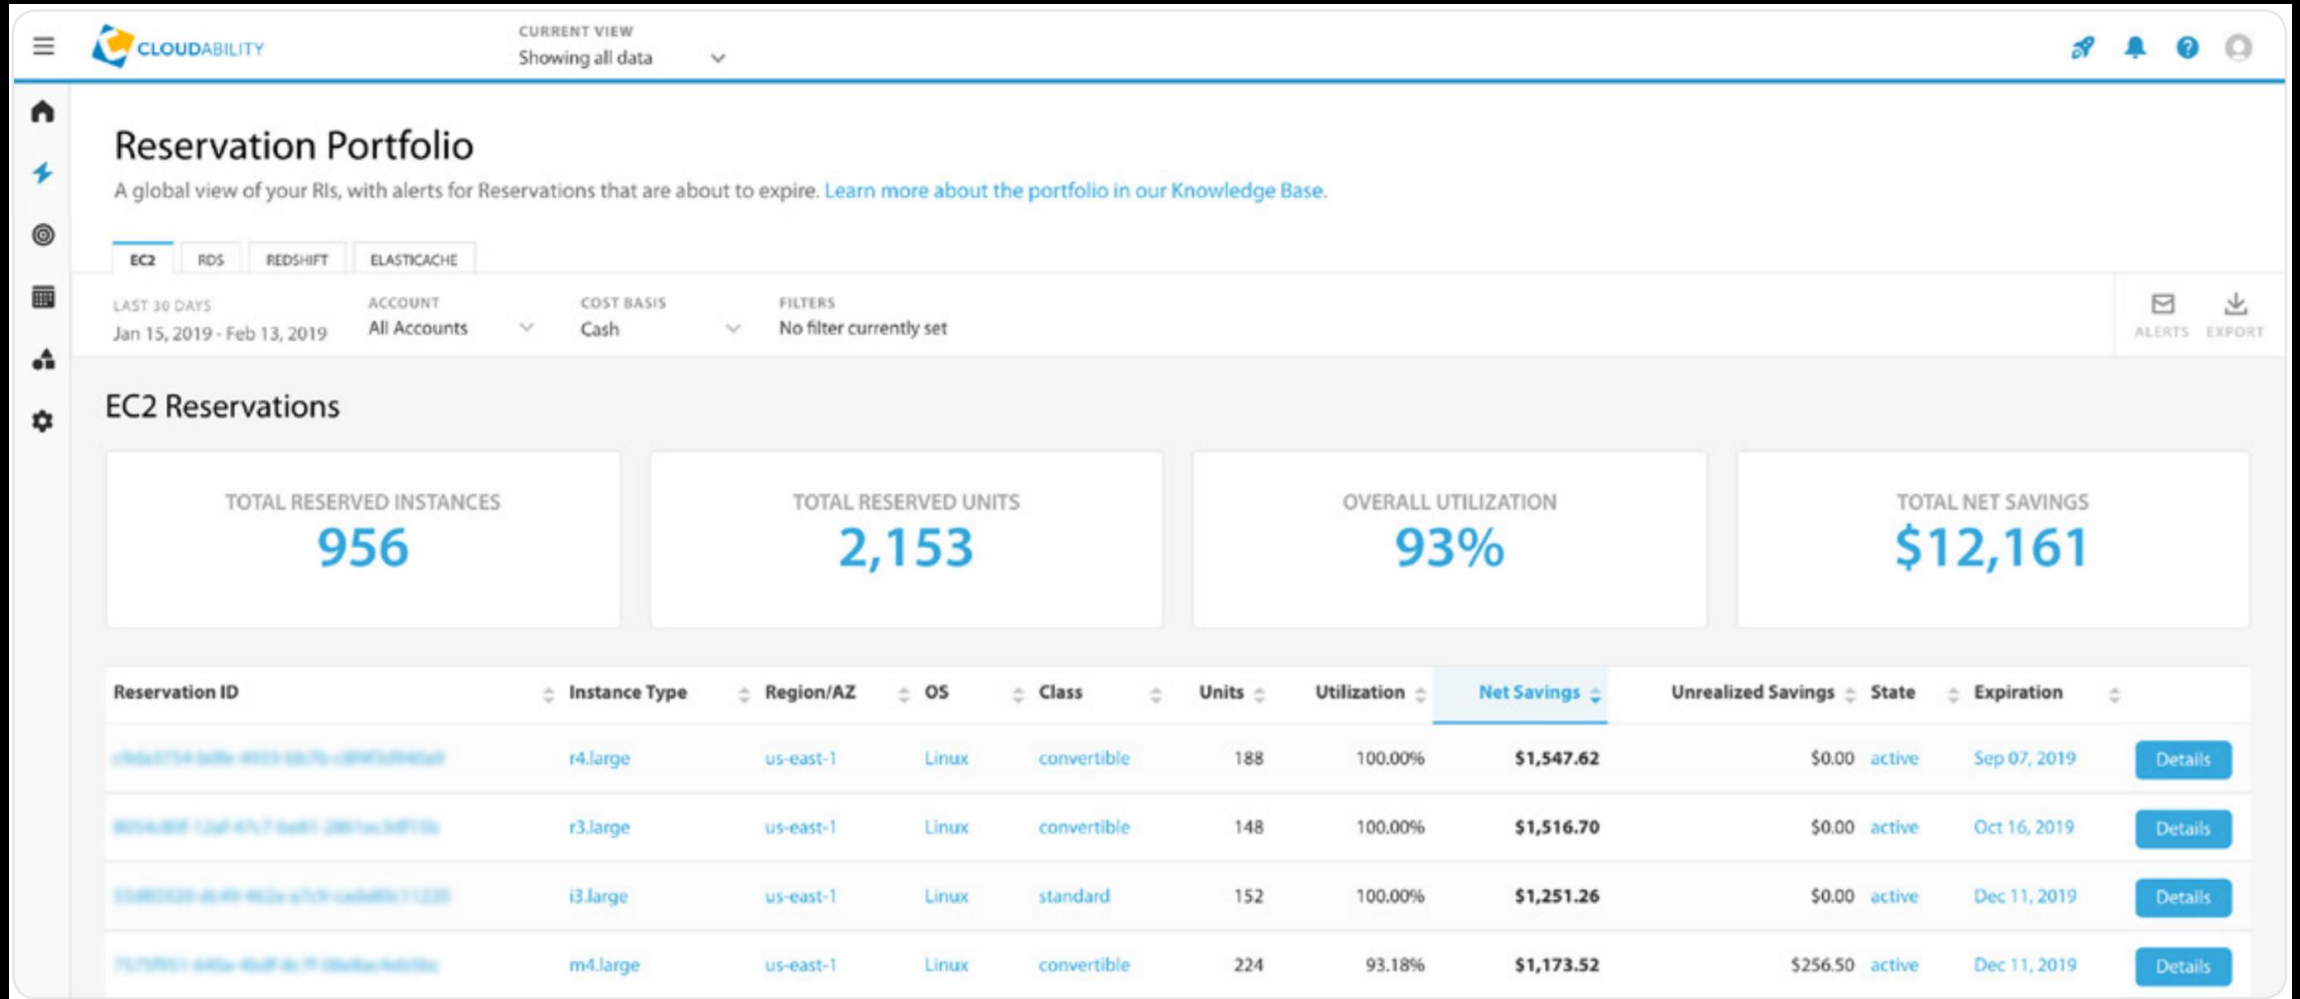 CLOUDABILITY
CURRENT VIEW
Showing all data
Reservation Portfolio
A global view of your RIs, with alerts for Reservations that are about to expire. Learn more about the portfolio in our Knowledge Base.
EC2 RDS REDSHIFT ELASTICACHE
LAST 30 DAYS
Jan 15, 2019 - Feb 13, 2019
ACCOUNT
All Accounts
COST BASIS
Cash
FILTERS
No filter currently set
ALERTS EXPORT
EC2 Reservations
TOTAL RESERVED INSTANCES
956
TOTAL RESERVED UNITS
2,153
OVERALL UTILIZATION
93%
TOTAL NET SAVINGS
$12,161
Reservation ID Instance Type Region/AZ OS Class Units Utilization Net Savings Unrealized Savings State Expiration
r4.large us-east-1 Linux convertible 188 100.00% $1,547.62 $0.00 active Sep 07, 2019 Details
r3.large us-east-1 Linux convertible 148 100.00% $1,516.70 $0.00 active Oct 16, 2019 Details
i3.large us-east-1 Linux standard 152 100.00% $1,251.26 $0.00 active Dec 11, 2019 Details
m4.large us-east-1 Linux convertible 224 93.18% $1,173.52 $256.50 active Dec 11, 2019 Details